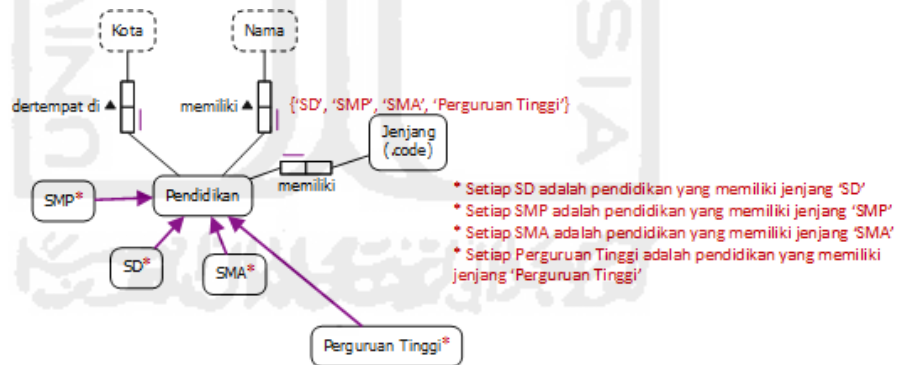 Kota
Nama
dertempat di
memiliki
{'SD', 'SMP', 'SMA', 'Perguruan Tinggi'}
Jenjang
(.code)
memiliki
SMP*
Pendidikan
SD*
SMA*
Perguruan Tinggi*
* Setiap SD adalah pendidikan yang memiliki jenjang 'SD'
* Setiap SMP adalah pendidikan yang memiliki jenjang 'SMP'
* Setiap SMA adalah pendidikan yang memiliki jenjang 'SMA'
* Setiap Perguruan Tinggi adalah pendidikan yang memiliki
jenjang 'Perguruan Tinggi'